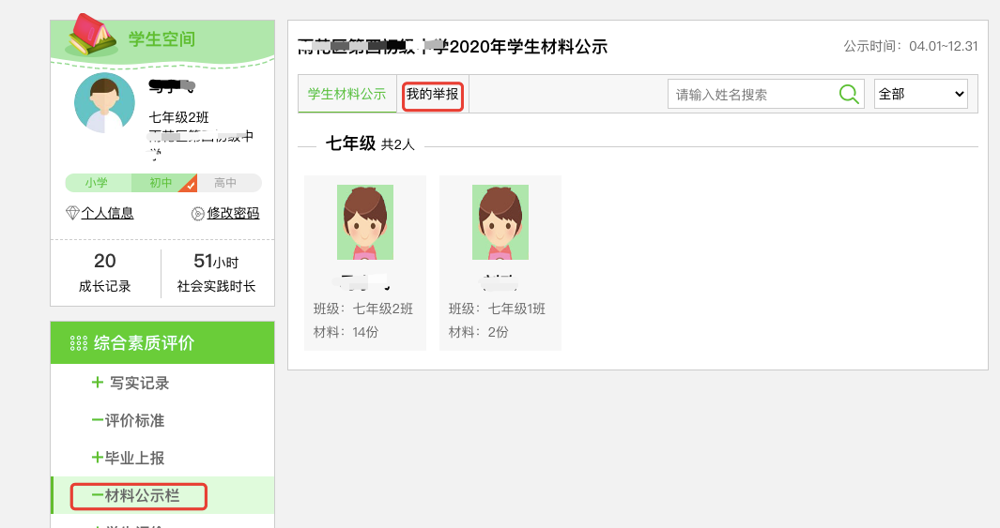 学生空间
七年级2班
小学 初中 高中
个人信息 修改密码
20 51小时
成长记录 社会实践时长
综合素质评价
+ 写实记录
一评价标准
+毕业上报
一材料公示栏
学2020年学生材料公示
公示时间：04.01~12.31
学生材料公示 我的举报 请输入姓名搜索 全部
七年级 共2人
班级：七年级2班
材料：14份
班级：七年级1班
材料：2份